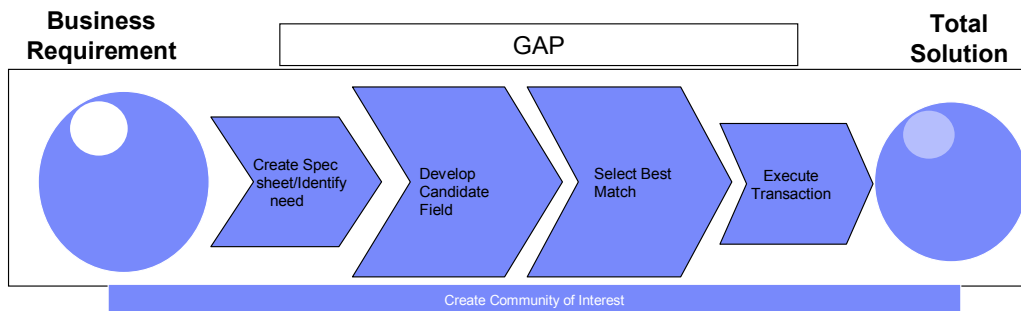 Business
Requirement
GAP
Total
Solution
Create Spec
sheet/Identify
need
Develop
Candidate
Field
Select Best
Match
Execute
Transaction
Create Community of Interest